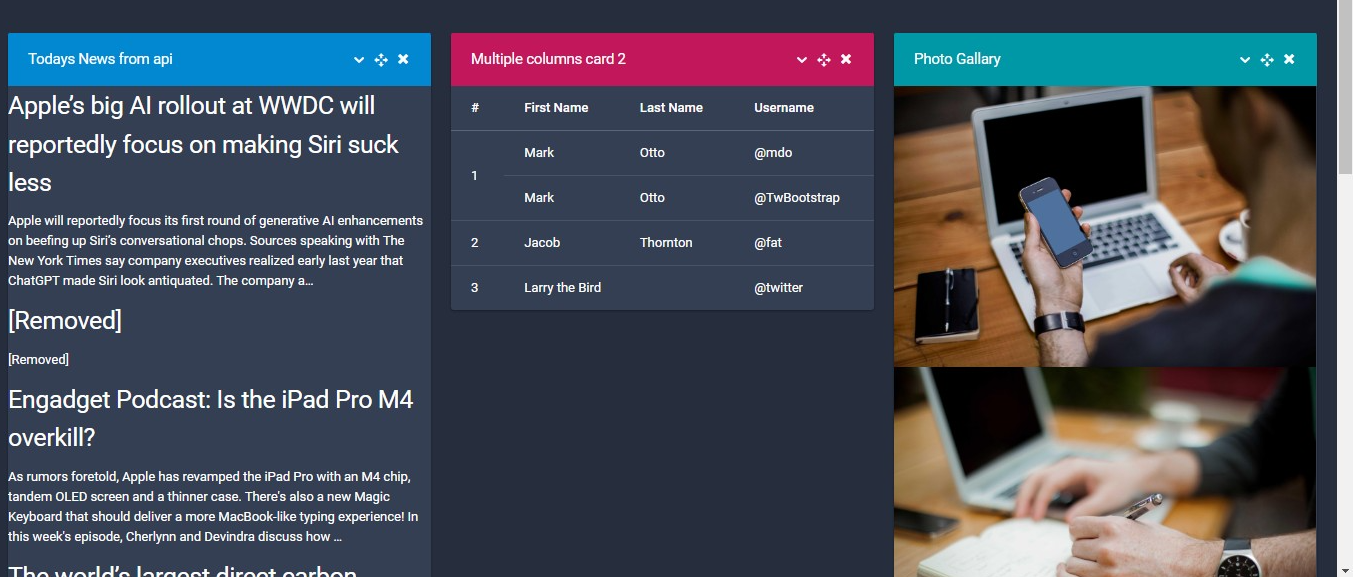 Todays News from api
Apple’s big AI rollout at WWDC will
reportedly focus on making Siri suck
less
Apple will reportedly focus its first round of generative AI enhancements
on beefing up Siri’s conversational chops. Sources speaking with The
New York Times say company executives realized early last year that
ChatGPT made Siri look antiquated. The company a…
[Removed]
[Removed]
Engadget Podcast: Is the iPad Pro M4
overkill?
As rumors foretold, Apple has revamped the iPad Pro with an M4 chip,
tandem OLED screen and a thinner case. There's also a new Magic
Keyboard that should deliver a more MacBook-like typing experience! In
this week's episode, Cherlynn and Devindra discuss how …
The world’s largest direct carbon
Multiple columns card 2
# First Name Last Name Username
Mark Otto @mdo
1
Mark Otto @TwBootstrap
2 Jacob Thornton @fat
3 Larry the Bird @twitter
Photo Gallary